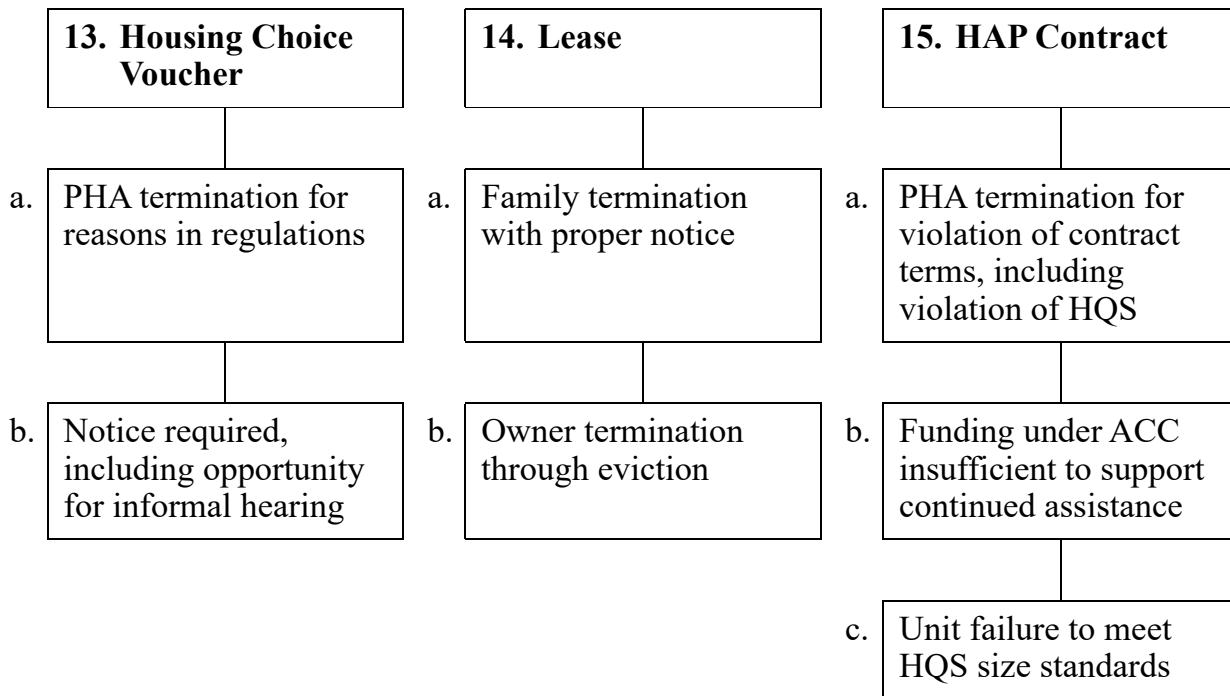 13. Housing Choice
Voucher
14. Lease
15. HAP Contract
a. PHA termination for
reasons in regulations
a. Family termination
with proper notice
a. PHA termination for
violation of contract
terms, including
violation of HQS
b. Notice required,
including opportunity
for informal hearing
b. Owner termination
through eviction
b. Funding under ACC
insufficient to support
continued assistance
c. Unit failure to meet
HQS size standards